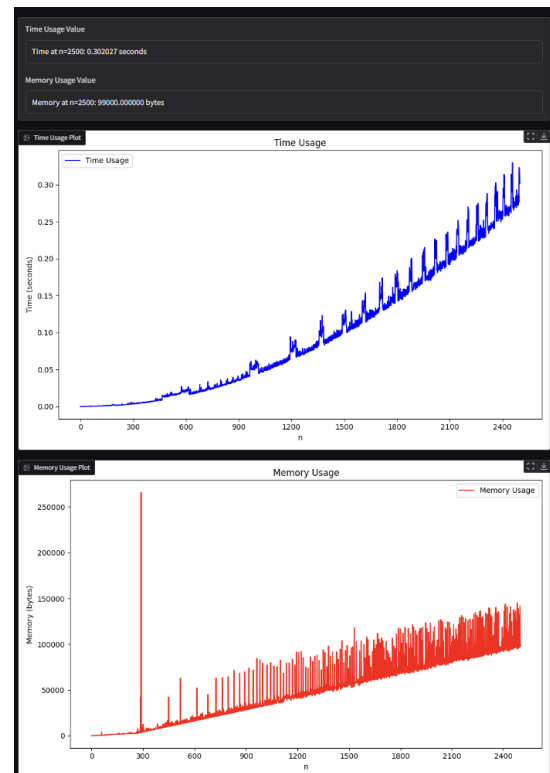 Time Usage Value
Time at n=2500: 0.302027 seconds
Memory Usage Value
Memory at n=2500: 99000.000000 bytes
Time Usage Plot
Time Usage
Time Usage
0.30
0.25
0.20
0.15
0.10
0.05
0.00
Time (seconds)
0 300 600 900 1200 1500 1800 2100 2400
n
Memory Usage Plot
Memory Usage
Memory Usage
250000
200000
150000
100000
50000
0
Memory (bytes)
0 300 600 900 1200 1500 1800 2100 2400
n